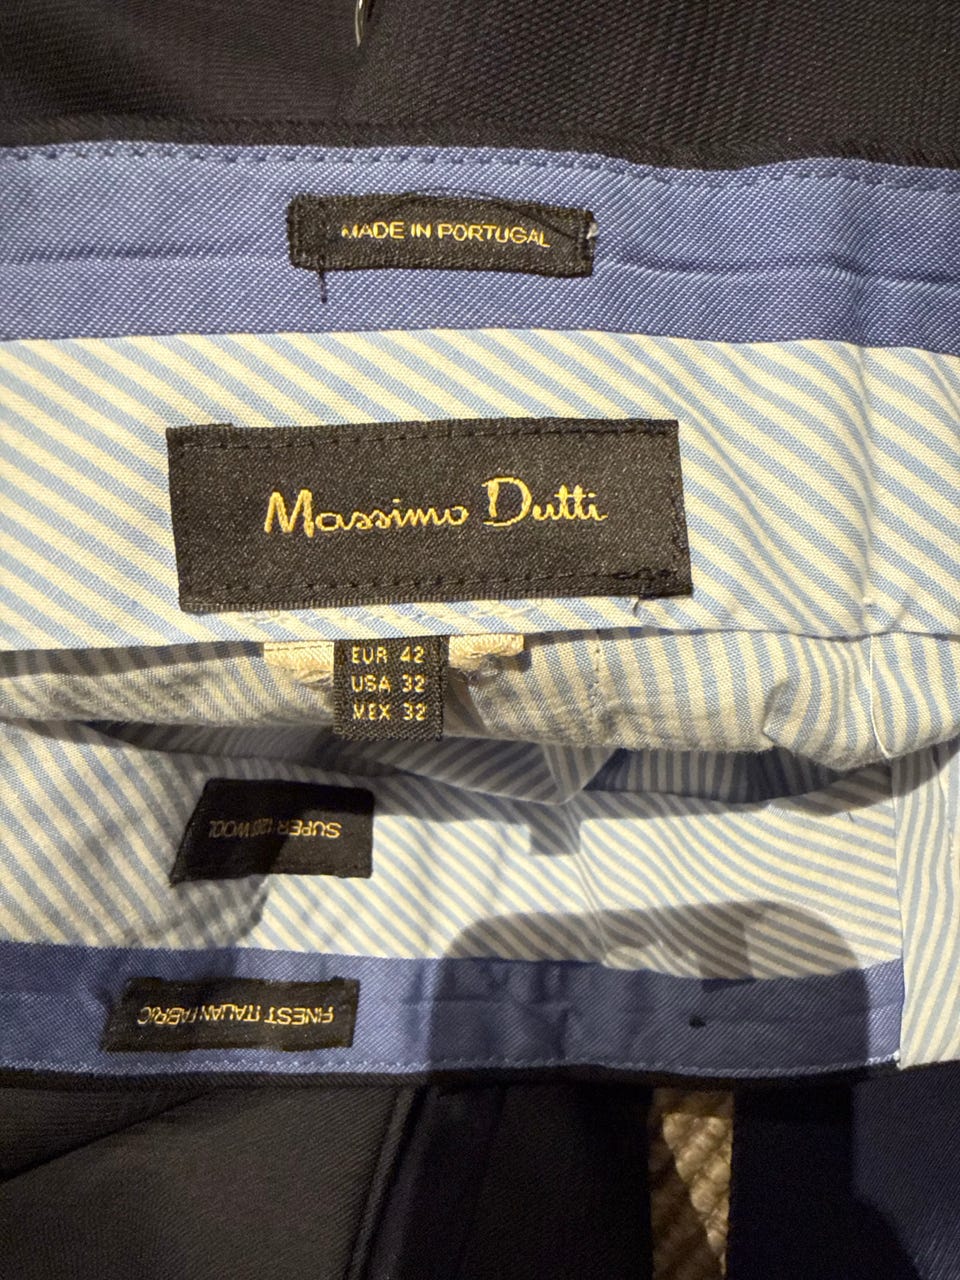 MADE IN PORTUGAL
Massimo Dutti
EUR 42
USA 32
MEX 32
SUPER 120 WOOL
FINEST ITALIAN FABRIC